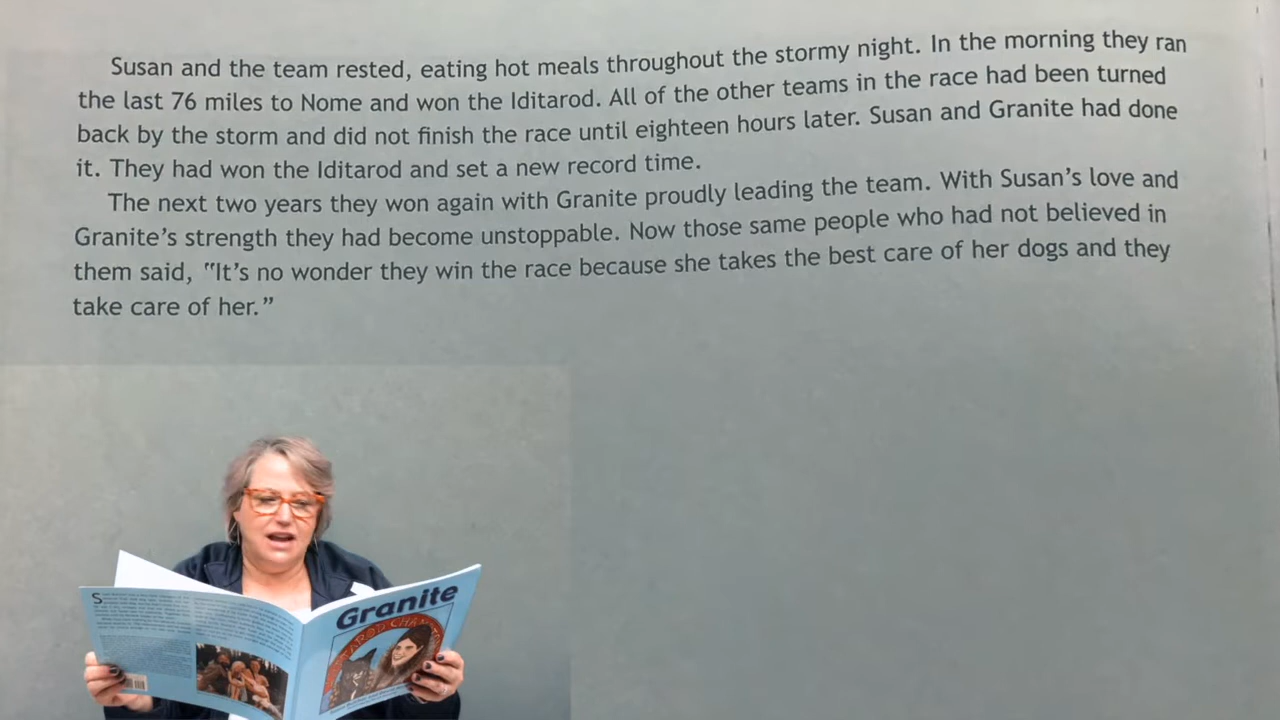 Susan and the team rested, eating hot meals throughout the stormy night. In the morning they ran
the last 76 miles to Nome and won the Iditarod. All of the other teams in the race had been turned
back by the storm and did not finish the race until eighteen hours later. Susan and Granite had done
it. They had won the Iditarod and set a new record time.
The next two years they won again with Granite proudly leading the team. With Susan's love and
Granite's strength they had become unstoppable. Now those same people who had not believed in
them said, "It's no wonder they win the race because she takes the best care of her dogs and they
take care of her."
Granite